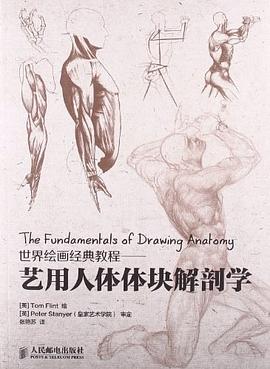 The Fundamentals of Drawing Anatomy
世界绘画经典教程——
艺用人体体块解剖学
[英] Tom Flint 绘
[英] Peter Stanyer（皇家艺术学院） 审定
张艳苏 译
人民邮电出版社
POSTS & TELECOM PRESS